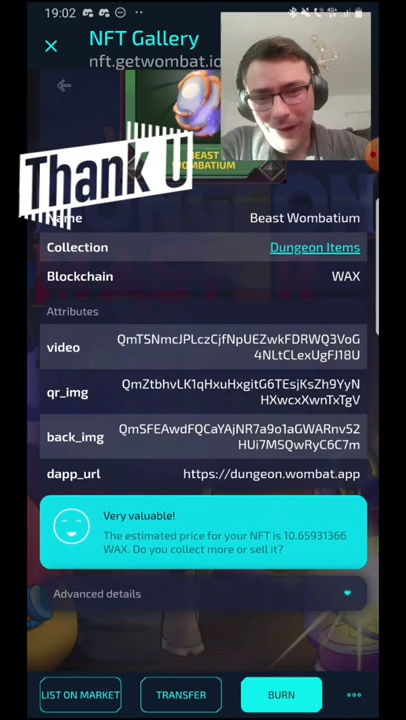 19:02
4G+
NFT Gallery
nft.getwombat.io
BEAST
WOMBATIUM
Thank U
Name Beast Wombatium
Collection Dungeon Items
Blockchain WAX
Attributes
video QmTSNmcJPLczCjfNpUEZwkFDRWQ3VoG
4NLtCLexUgFJ18U
qr_img QmZtbhvLK1qHxuHxgitG6TEsjKsZh9YyN
HXwcxXwnTxTgV
back_img QmSFEAwdFQCaYAjNR7a9o1aGWARnv52
HUi7MSQwRyC6C7m
dapp_url https://dungeon.wombat.app
Very valuable!
The estimated price for your NFT is 10.65931366
WAX. Do you collect more or sell it?
Advanced details
LIST ON MARKET TRANSFER BURN